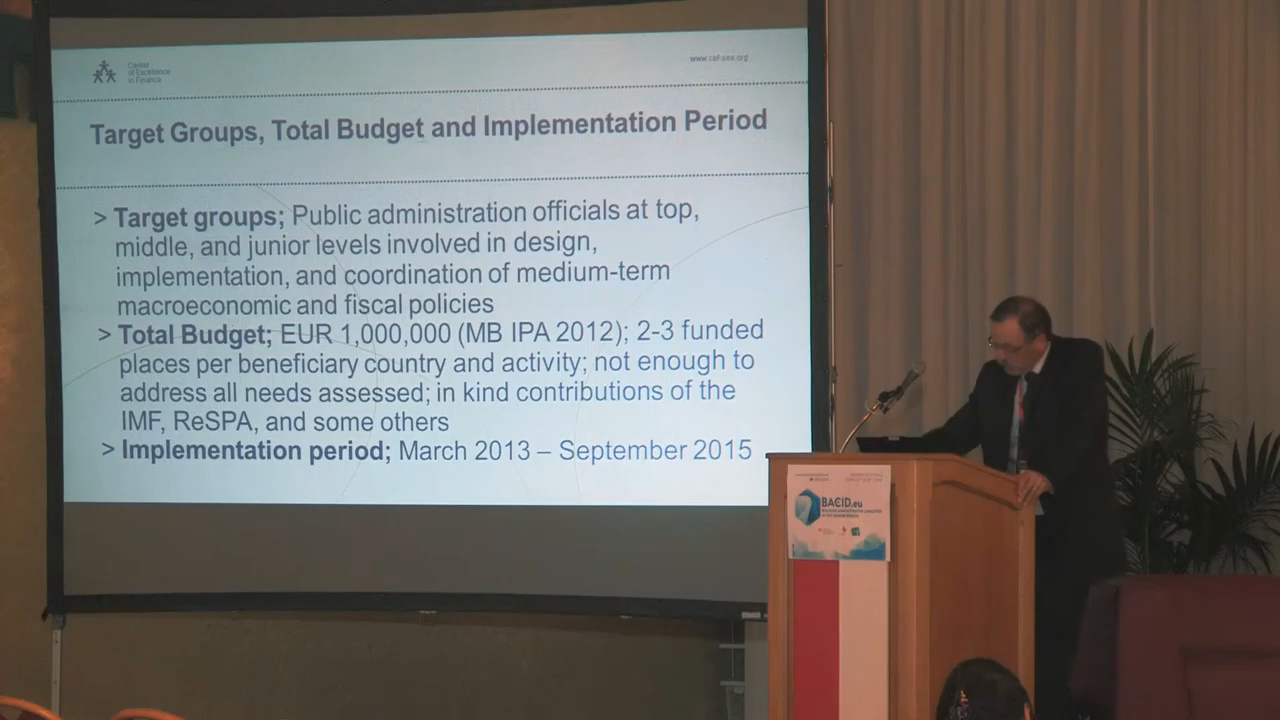 Center
of Excellence
in Finance
www.cef-see.org
Target Groups, Total Budget and Implementation Period
> Target groups; Public administration officials at top,
middle, and junior levels involved in design,
implementation, and coordination of medium-term
macroeconomic and fiscal policies
> Total Budget; EUR 1,000,000 (MB IPA 2012); 2-3 funded
places per beneficiary country and activity; not enough to
address all needs assessed; in kind contributions of the
IMF, ReSPA, and some others
> Implementation period; March 2013 – September 2015
BACID.eu